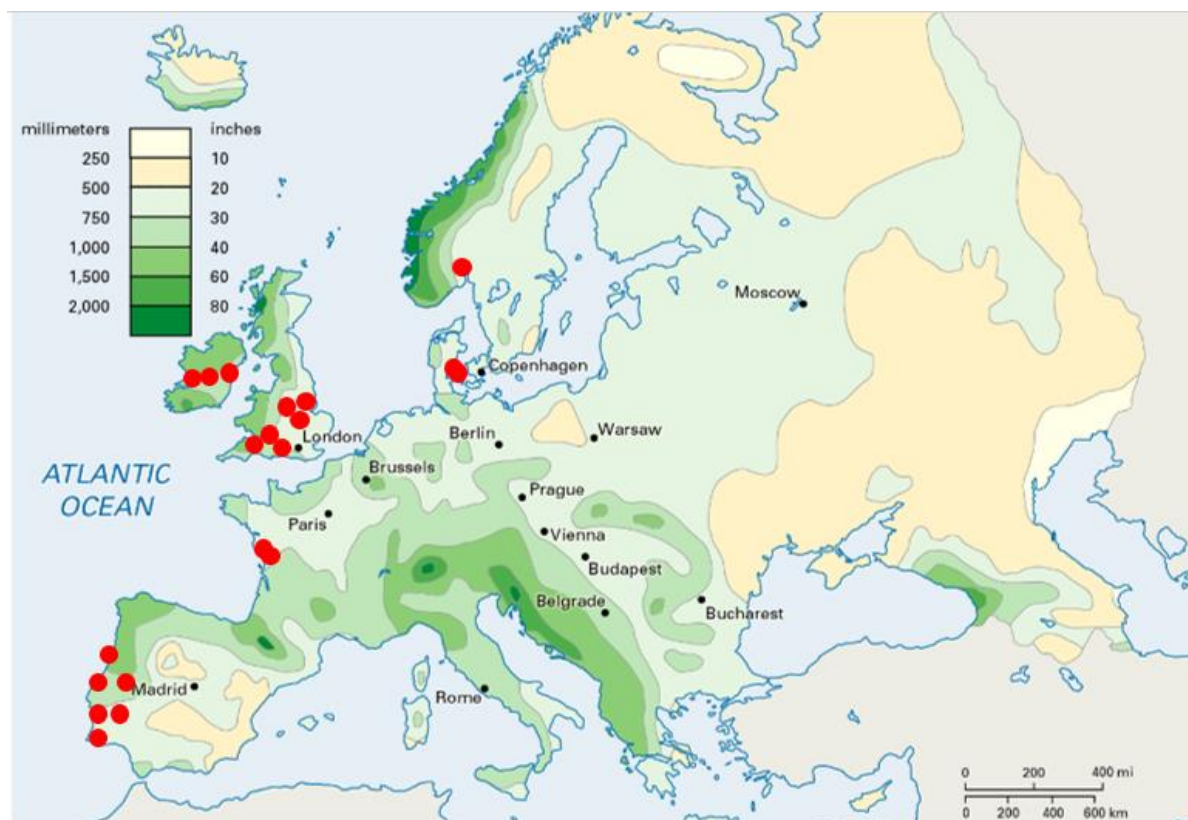 millimeters inches
250 10
500 20
750 30
1,000 40
1,500 60
2,000 80
Moscow
Copenhagen
London
Berlin
Warsaw
ATLANTIC
OCEAN
Brussels
Prague
Paris
Vienna
Budapest
Belgrade
Bucharest
Madrid
Rome
0 200 400 mi
0 200 400 600 km